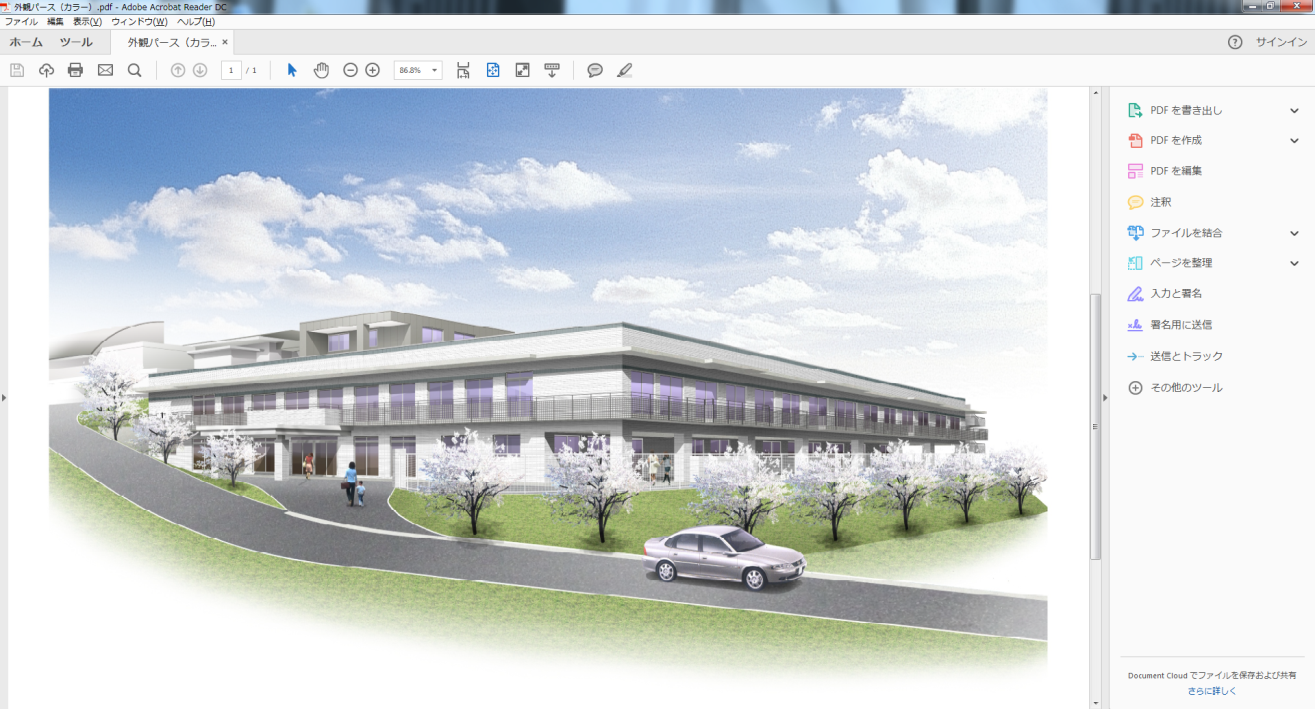 外観パース（カラー）.pdf - Adobe Acrobat Reader DC
ファイル 編集 表示(V) ウィンドウ(W) ヘルプ(H)
ホーム ツール 外観パース（カラ... × サインイン
1 / 1 86.8%
PDF を書き出し
PDF を作成
PDF を編集
注釈
ファイルを結合
ページを整理
入力と署名
署名用に送信
送信とトラック
その他のツール
Document Cloud でファイルを保存および共有
さらに詳しく